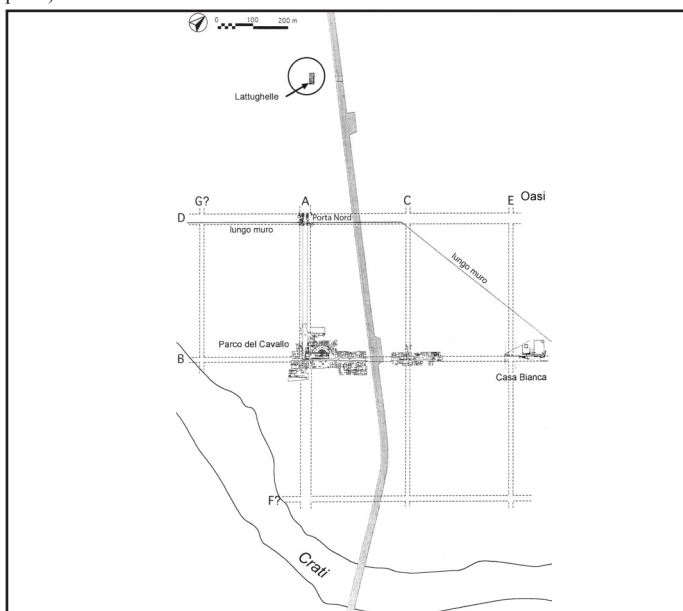 0 100 200 m
Lattughelle
G?
A
C
E
Oasi
D
Porta Nord
lungo muro
lungo muro
Parco del Cavallo
B
Casa Bianca
F?
Crati